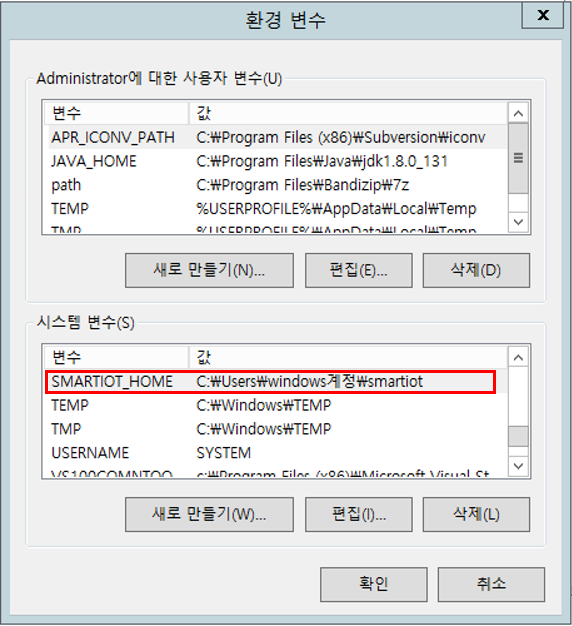 환경 변수
x
Administrator에 대한 사용자 변수(U)
변수 값
APR_ICONV_PATH C:₩Program Files (x86)₩Subversion₩iconv
JAVA_HOME C:₩Program Files₩Java₩jdk1.8.0_131
path C:₩Program Files₩Bandizip₩7z
TEMP %USERPROFILE%₩AppData₩Local₩Temp
TMP %USERPROFILE%₩AppData₩Local₩Temp
새로 만들기(N)... 편집(E)... 삭제(D)
시스템 변수(S)
변수 값
SMARTIOT_HOME C:₩Users₩windows계정₩smartiot
TEMP C:₩Windows₩TEMP
TMP C:₩Windows₩TEMP
USERNAME SYSTEM
VS100COMNTOO... c:₩Program Files (x86)₩Microsoft Visual St...
새로 만들기(W)... 편집(I)... 삭제(L)
확인 취소